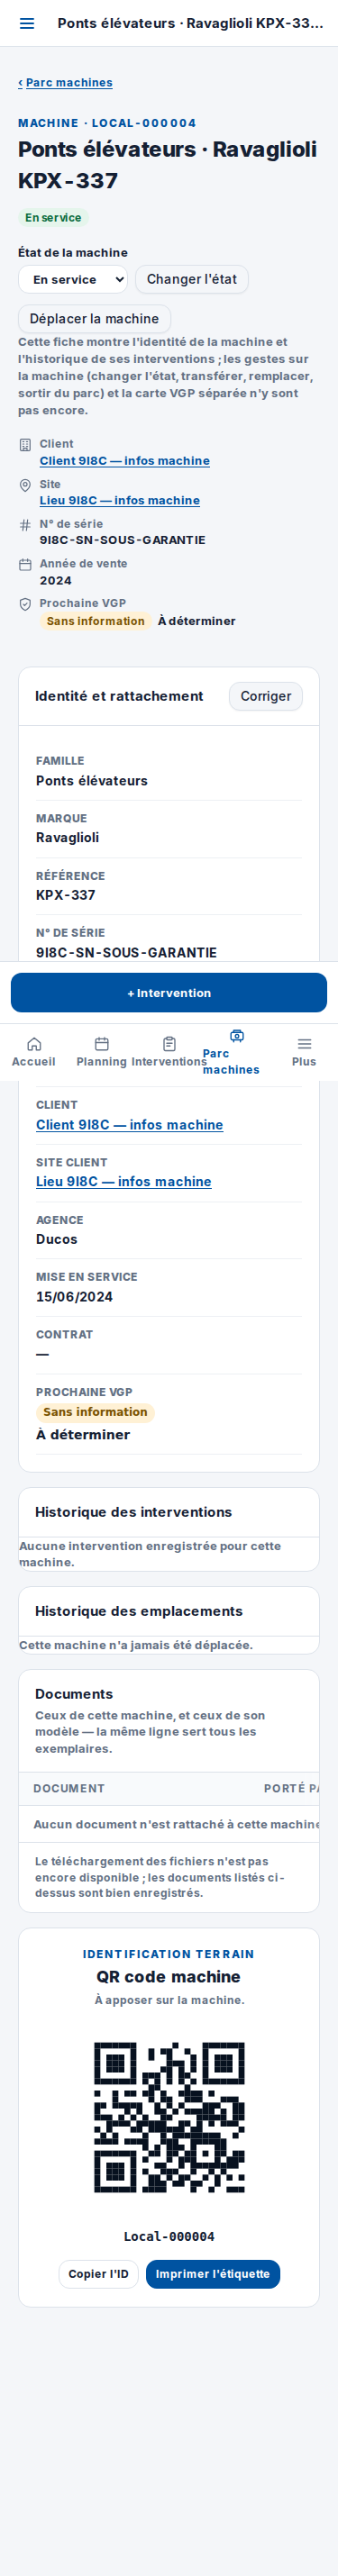 Ponts élévateurs · Ravaglioli KPX-33…
‹ Parc machines
MACHINE · LOCAL-000004
Ponts élévateurs · Ravaglioli
KPX-337
En service
État de la machine
En service
Changer l'état
Déplacer la machine
Cette fiche montre l'identité de la machine et
l'historique de ses interventions ; les gestes sur
la machine (changer l'état, transférer, remplacer,
sortir du parc) et la carte VGP séparée n'y sont
pas encore.
Client
Client 9I8C — infos machine
Site
Lieu 9I8C — infos machine
N° de série
9I8C-SN-SOUS-GARANTIE
Année de vente
2024
Prochaine VGP
Sans information À déterminer
Identité et rattachement
Corriger
FAMILLE
Ponts élévateurs
MARQUE
Ravaglioli
RÉFÉRENCE
KPX-337
N° DE SÉRIE
9I8C-SN-SOUS-GARANTIE
+ Intervention
Accueil
Planning
Interventions
Parc
machines
Plus
CLIENT
Client 9I8C — infos machine
SITE CLIENT
Lieu 9I8C — infos machine
AGENCE
Ducos
MISE EN SERVICE
15/06/2024
CONTRAT
—
PROCHAINE VGP
Sans information
À déterminer
Historique des interventions
Aucune intervention enregistrée pour cette
machine.
Historique des emplacements
Cette machine n'a jamais été déplacée.
Documents
Ceux de cette machine, et ceux de son
modèle — la même ligne sert tous les
exemplaires.
DOCUMENT
PORTÉ PA
Aucun document n'est rattaché à cette machine
Le téléchargement des fichiers n'est pas
encore disponible ; les documents listés ci-
dessus sont bien enregistrés.
IDENTIFICATION TERRAIN
QR code machine
À apposer sur la machine.
Local-000004
Copier l'ID
Imprimer l'étiquette